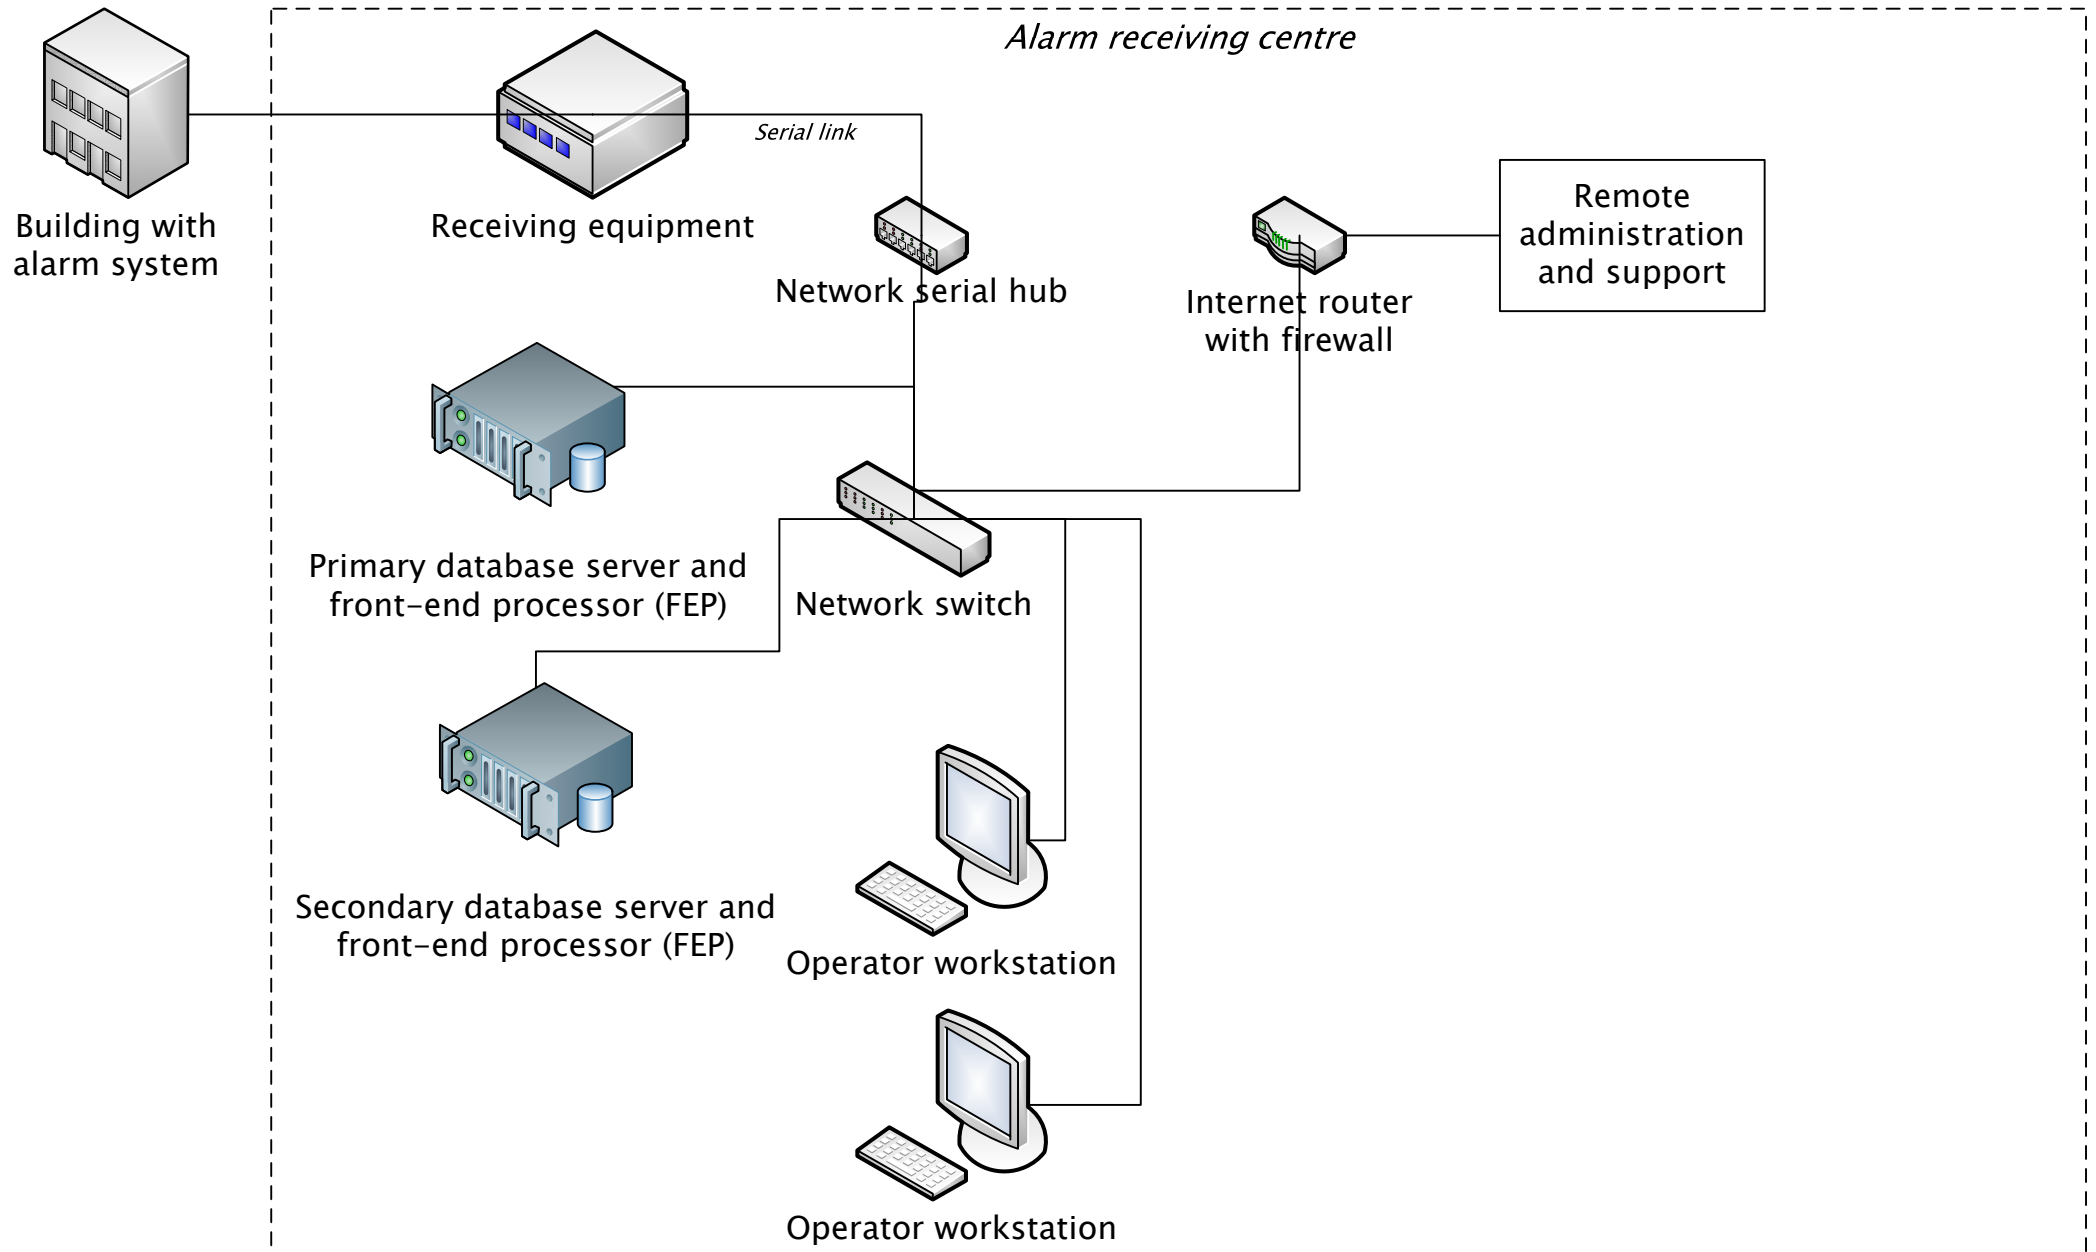 Alarm receiving centre
Serial link
Building with
alarm system
Receiving equipment
Network serial hub
Internet router
with firewall
Remote
administration
and support
Primary database server and
front-end processor (FEP)
Network switch
Secondary database server and
front-end processor (FEP)
Operator workstation
Operator workstation